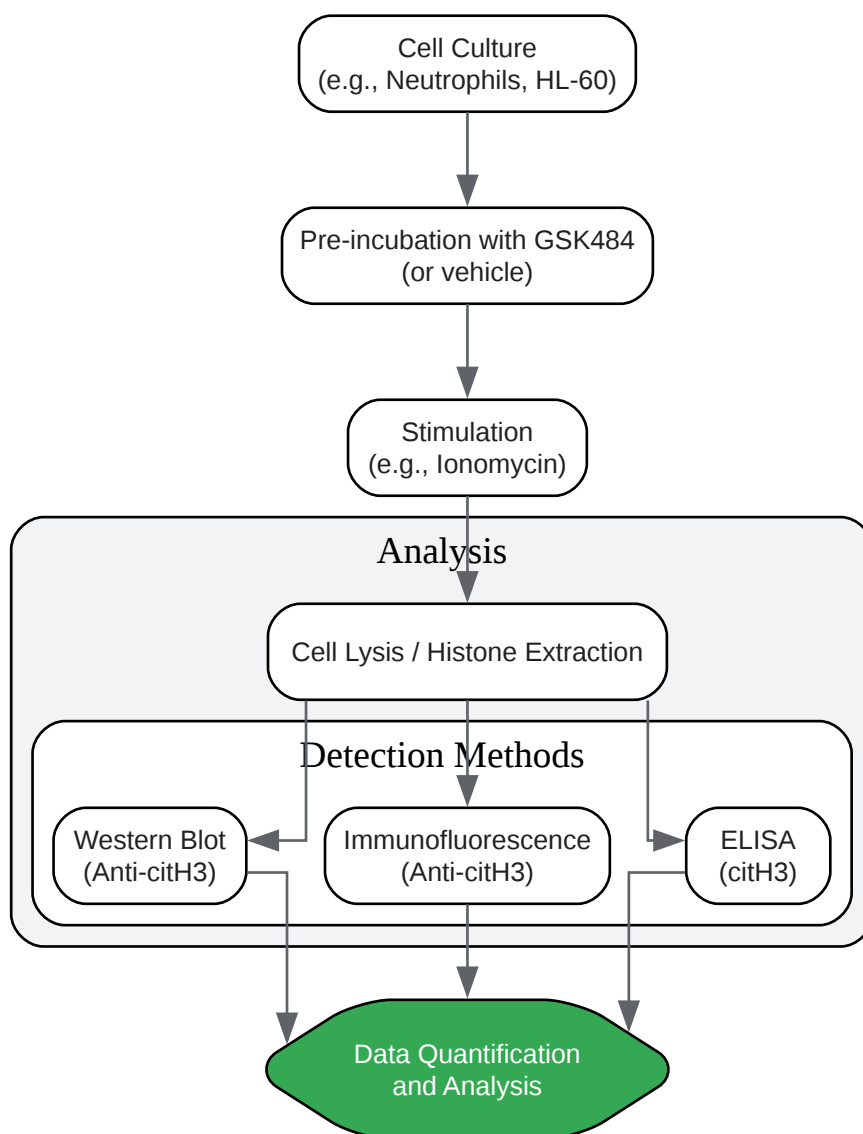 Cell Culture
(e.g., Neutrophils, HL-60)
Pre-incubation with GSK484
(or vehicle)
Stimulation
(e.g., Ionomycin)
Analysis
Cell Lysis / Histone Extraction
Detection Methods
Western Blot
(Anti-citH3)
Immunofluorescence
(Anti-citH3)
ELISA
(citH3)
Data Quantification
and Analysis